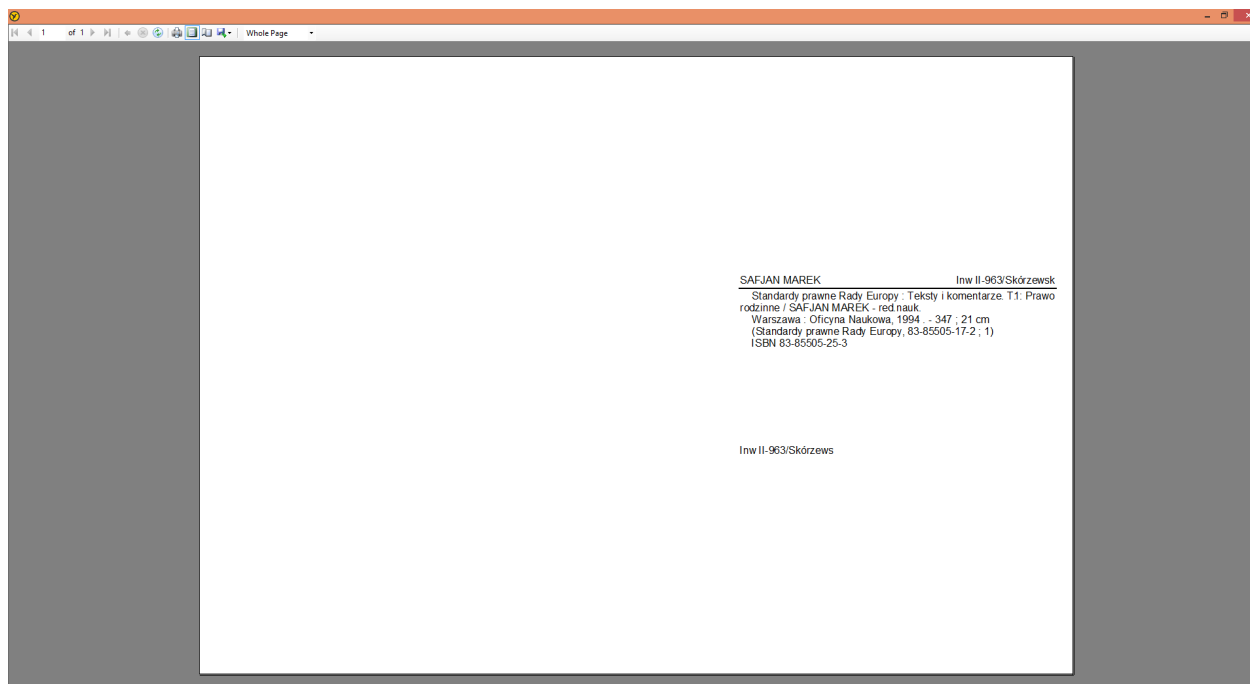 1 of 1 Whole Page
SAFJAN MAREK Inw II-963/Skórzewsk
Standardy prawne Rady Europy : Teksty i komentarze. T1: Prawo
rodzinne / SAFJAN MAREK - red.nauk.
Warszawa : Oficyna Naukowa, 1994 . - 347 ; 21 cm
(Standardy prawne Rady Europy, 83-85505-17-2 ; 1)
ISBN 83-85505-25-3
Inw II-963/Skórzews